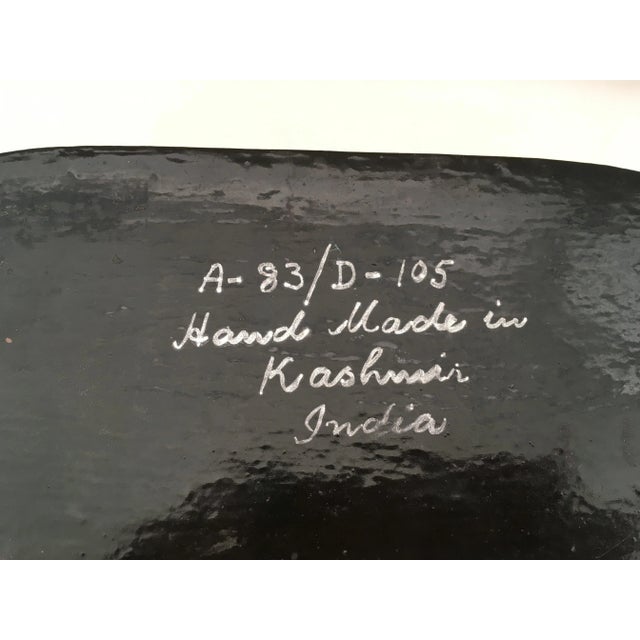 A-83/D-105
Hand Made in
Kashmir
India